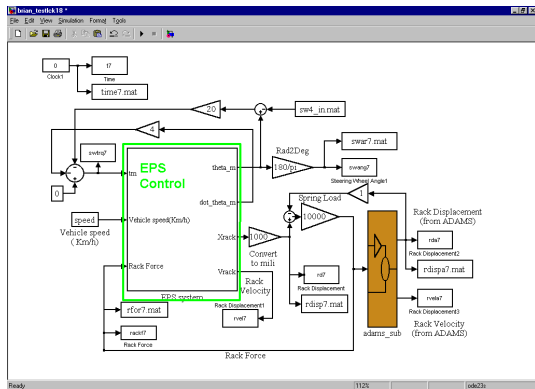 brian_testlck18 *
File Edit View Simulation Format Tools
0
Clock1
t7
Time
time7.mat
20
sw4_in.mat
4
swtrq7
EPS
Control
theta_m
Rad2Deg
180/pi
swar7.mat
swang7
Steering Wheel Angle1
tm
0
dot_theta_m
Spring Load
1
speed
Vehicle speed
( Km/h)
Vehicle speed(Km/h)
Xrack
1000
Convert
to mili
10000
Rack Displacement
(from ADAMS)
rda7
Rack Displacement2
rdispa7.mat
Rack Force
Vrack
Rack
Velocity
rd7
Rack Displacement
EPS system
rfor7.mat
Rack Displacement1
rvel7
rdisp7.mat
rvela7
Rack Displacement3
rackf7
Rack Force
adams_sub
Rack Velocity
(from ADAMS)
Rack Force
Ready
112%
ode23s